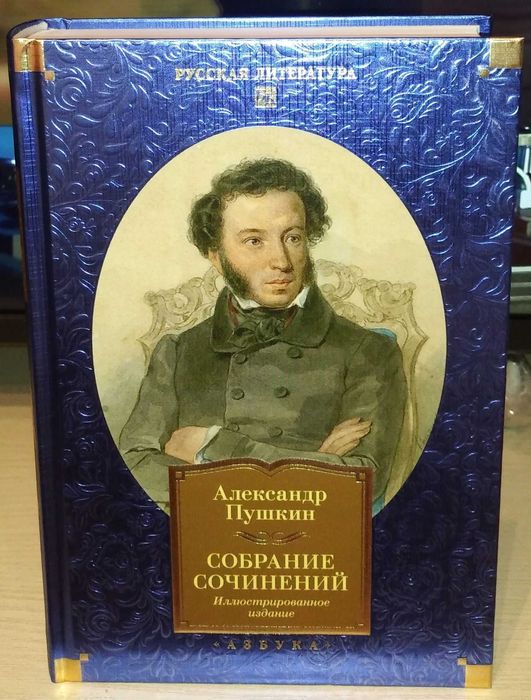 РУССКАЯ ЛИТЕРАТУРА
Александр
Пушкин
СОБРАНИЕ
СОЧИНЕНИЙ
Иллюстрированное
издание
«АЗБУКА»